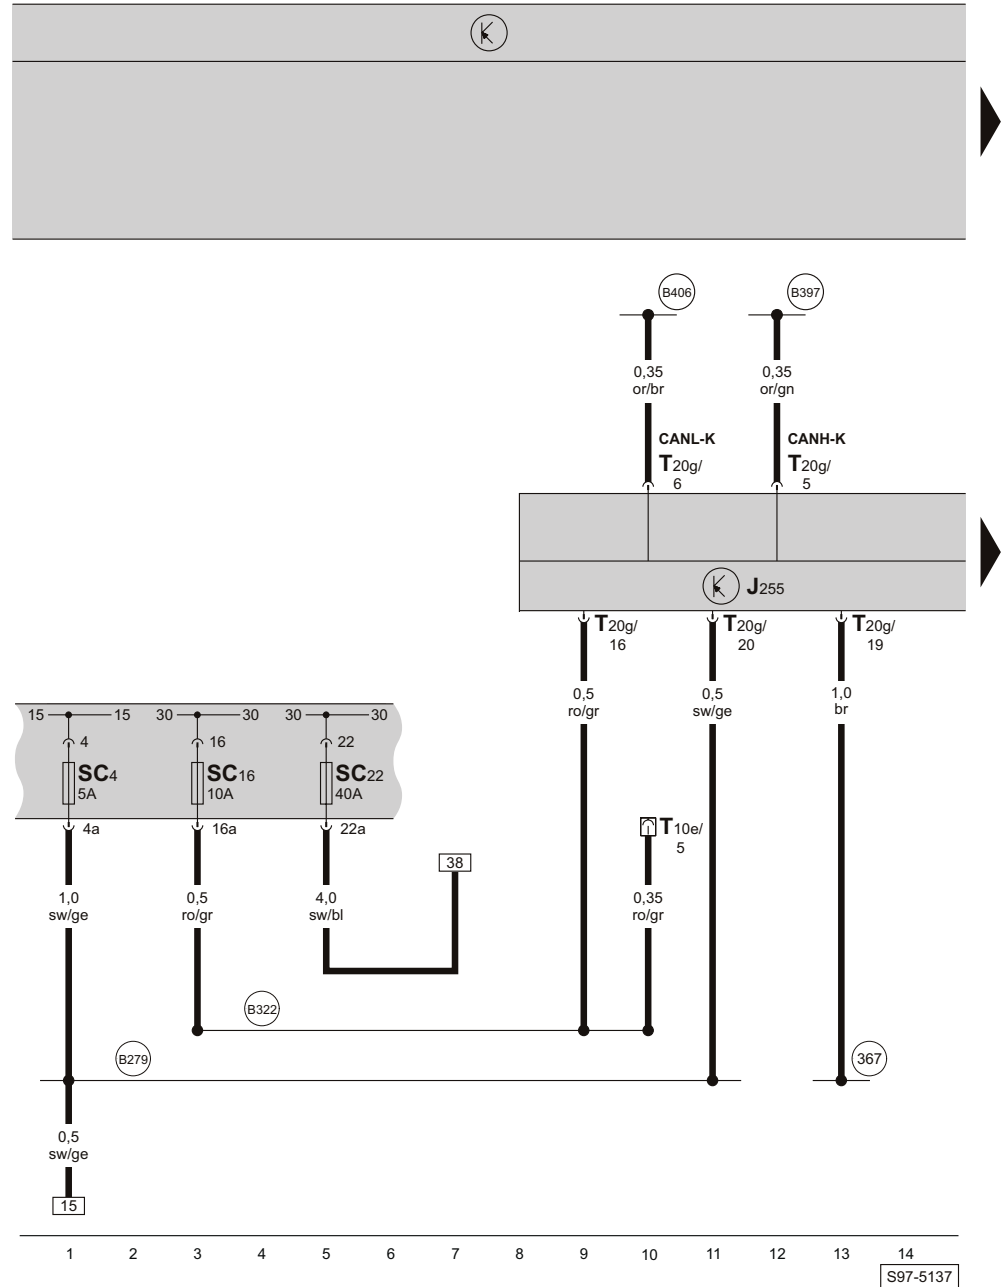 B406 B397
0,35 0,35
or/br or/gn
CANL-K CANH-K
T20g/ T20g/
6 5
J255
T20g/ T20g/ T20g/
16 20 19
0,5 0,5 1,0
ro/gr sw/ge br
15 15 30 30 30 30
4 16 22
SC4 SC16 SC22
5A 10A 40A
4a 16a 22a T10e/
5
38
1,0 0,5 4,0 0,35
sw/ge ro/gr sw/bl ro/gr
B322
B279 367
0,5
sw/ge
15
1 2 3 4 5 6 7 8 9 10 11 12 13 14
S97-5137